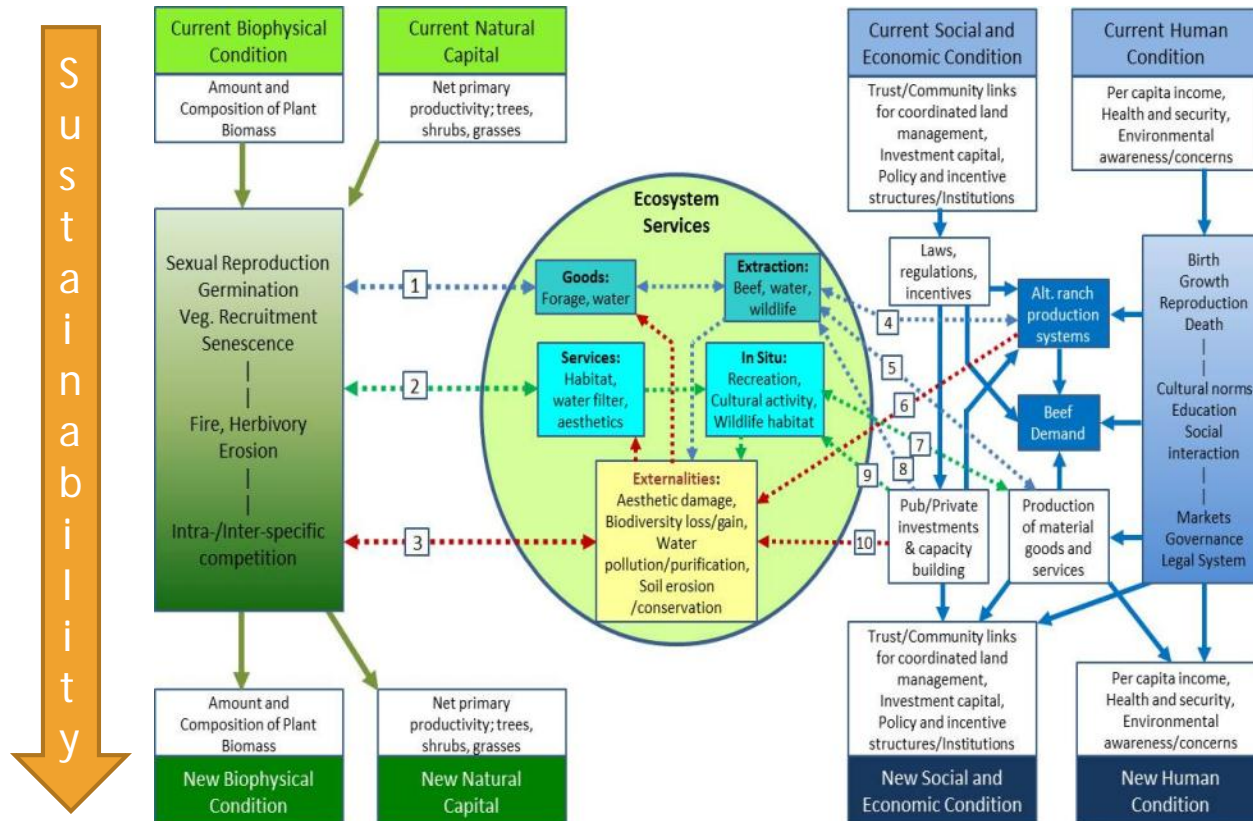 Sustainability
Current Biophysical
Condition
Amount and
Composition of Plant
Biomass
Current Natural
Capital
Net primary
productivity; trees,
shrubs, grasses
Current Social and
Economic Condition
Trust/Community links
for coordinated land
management,
Investment capital,
Policy and incentive
structures/Institutions
Current Human
Condition
Per capita income,
Health and security,
Environmental
awareness/concerns
Sexual Reproduction
Germination
Veg. Recruitment
Senescence
Fire, Herbivory
Erosion
Intra-/Inter-specific
competition
1
2
3
Ecosystem
Services
Goods:
Forage, water
Extraction:
Beef, water,
wildlife
Services:
Habitat,
water filter,
aesthetics
In Situ:
Recreation,
Cultural activity,
Wildlife habitat
Externalities:
Aesthetic damage,
Biodiversity loss/gain,
Water
pollution/purification,
Soil erosion
/conservation
4
5
6
7
8
9
10
Laws,
regulations,
incentives
Alt. ranch
production
systems
Beef
Demand
Pub/Private
investments
& capacity
building
Production
of material
goods and
services
Birth
Growth
Reproduction
Death
Cultural norms
Education
Social
interaction
Markets
Governance
Legal System
Amount and
Composition of Plant
Biomass
New Biophysical
Condition
Net primary
productivity; trees,
shrubs, grasses
New Natural
Capital
Trust/Community links
for coordinated land
management,
Investment capital,
Policy and incentive
structures/Institutions
New Social and
Economic Condition
Per capita income,
Health and security,
Environmental
awareness/concerns
New Human
Condition